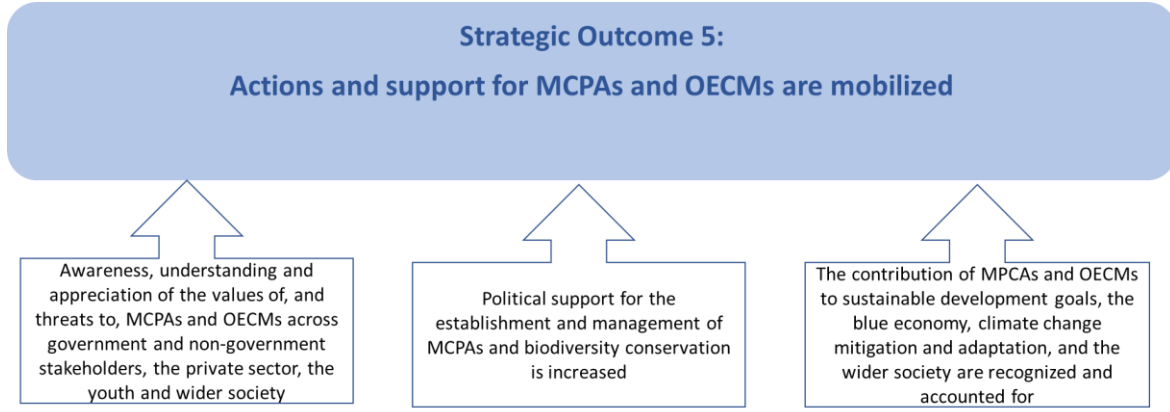 Strategic Outcome 5:
Actions and support for MCPAs and OECMs are mobilized
Awareness, understanding and
appreciation of the values of, and
threats to, MCPAs and OECMs across
government and non-government
stakeholders, the private sector, the
youth and wider society
Political support for the
establishment and management of
MCPAs and biodiversity conservation
is increased
The contribution of MPCAs and OECMs
to sustainable development goals, the
blue economy, climate change
mitigation and adaptation, and the
wider society are recognized and
accounted for